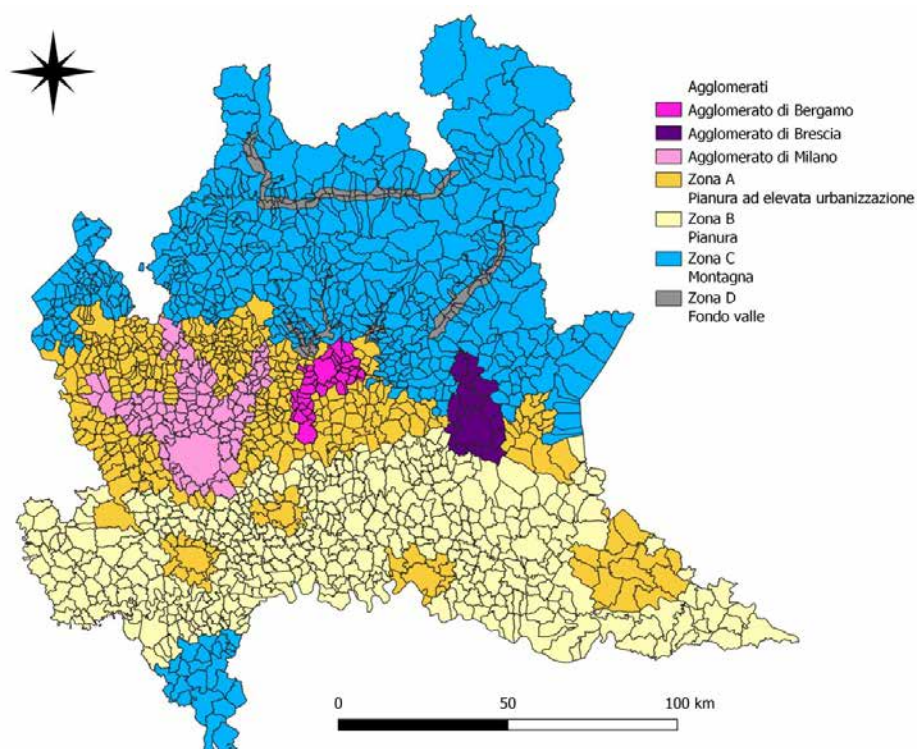 Agglomerati
Agglomerato di Bergamo
Agglomerato di Brescia
Agglomerato di Milano
Zona A
Pianura ad elevata urbanizzazione
Zona B
Pianura
Zona C
Montagna
Zona D
Fondo valle
0 50 100 km